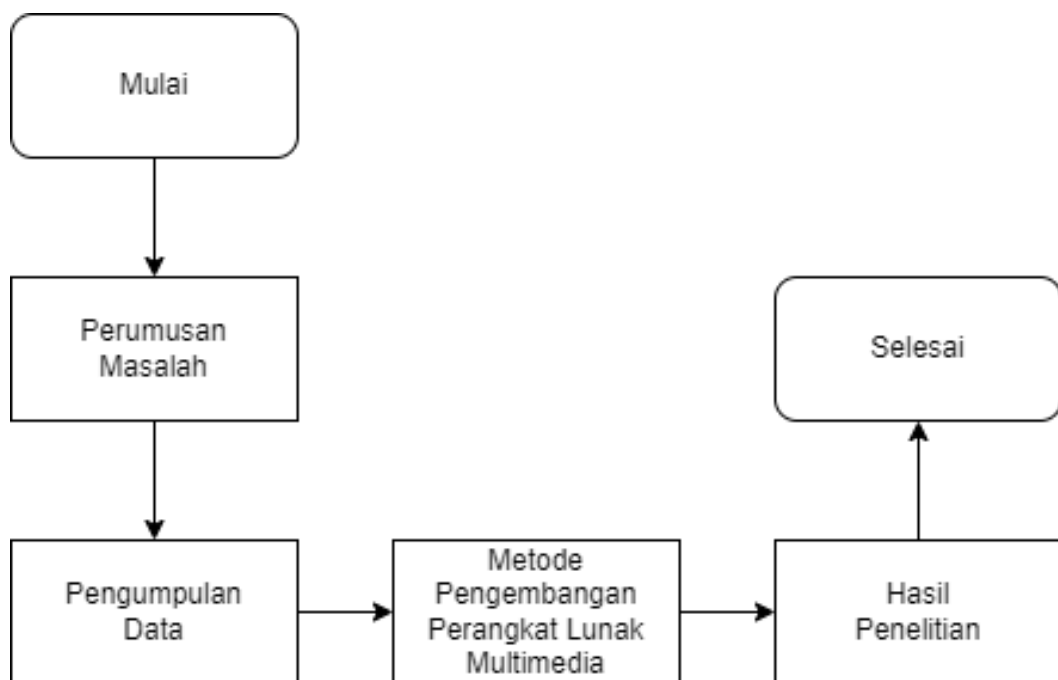 Mulai
Perumusan
Masalah
Pengumpulan
Data
Metode
Pengembangan
Perangkat Lunak
Multimedia
Hasil
Penelitian
Selesai